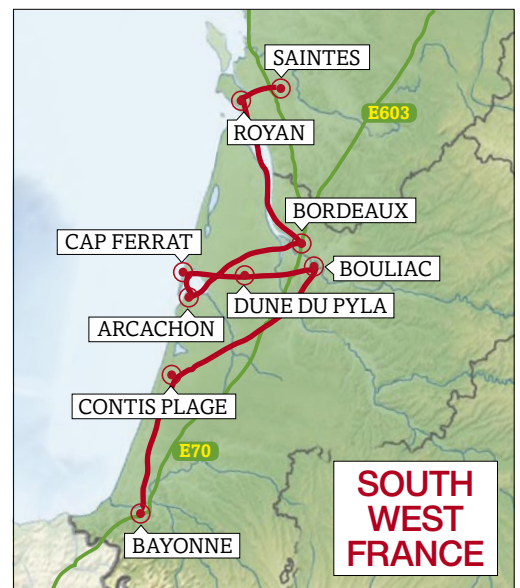 SAINTES
ROYAN
E603
BORDEAUX
CAP FERRAT
BOULIAC
DUNE DU PYLA
ARCACHON
CONTIS PLAGE
E70
SOUTH
WEST
FRANCE
BAYONNE